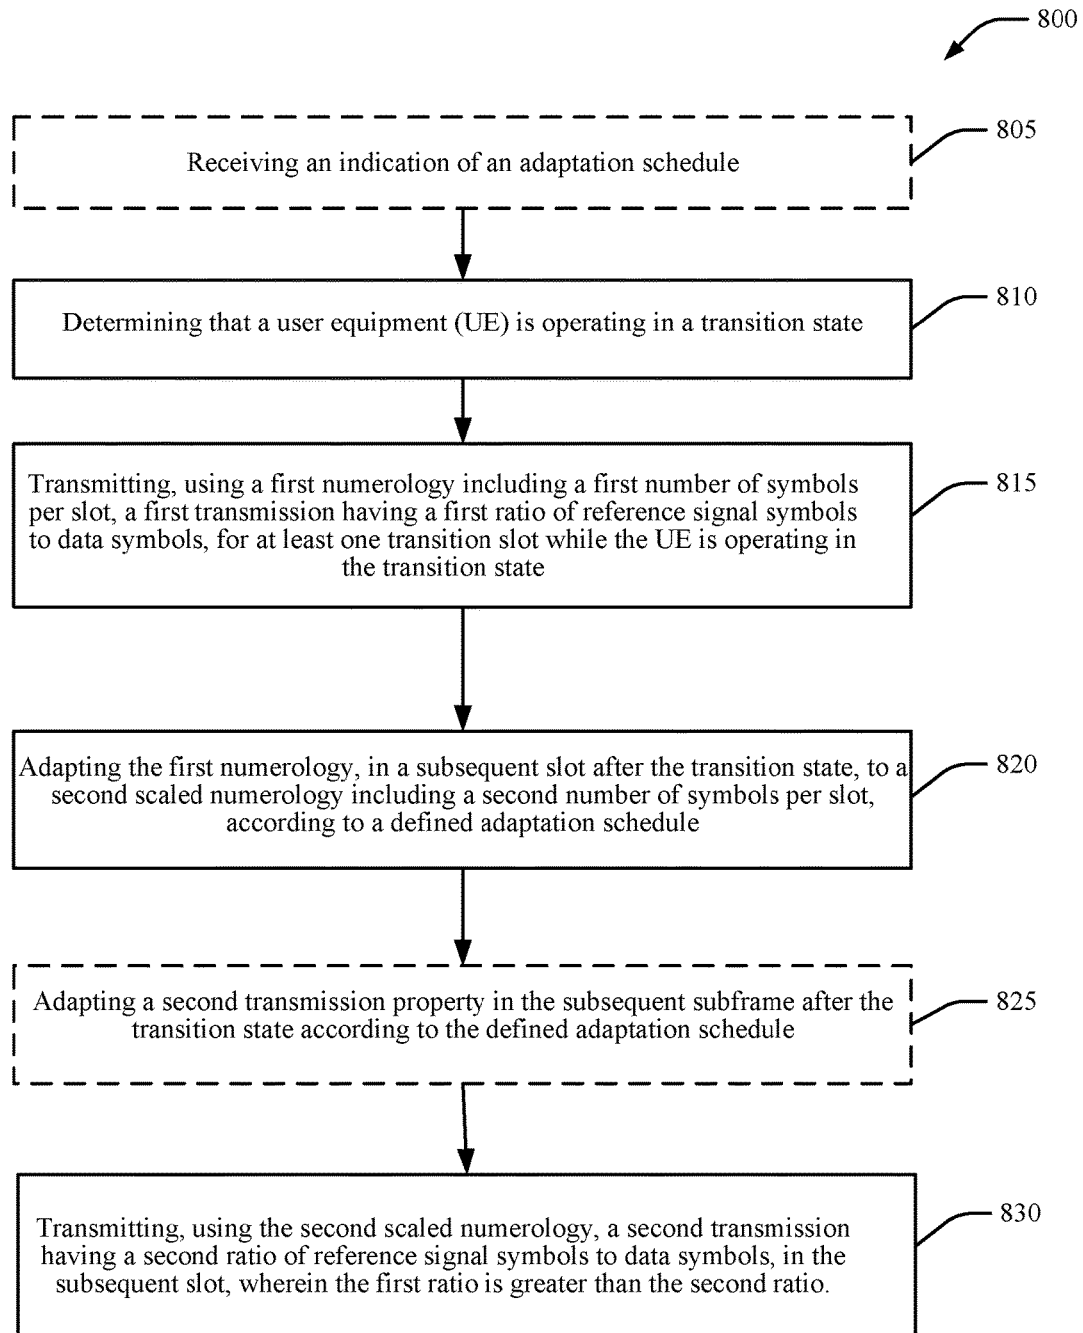 800
805
Receiving an indication of an adaptation schedule
810
Determining that a user equipment (UE) is operating in a transition state
815
Transmitting, using a first numerology including a first number of symbols
per slot, a first transmission having a first ratio of reference signal symbols
to data symbols, for at least one transition slot while the UE is operating in
the transition state
820
Adapting the first numerology, in a subsequent slot after the transition state, to a
second scaled numerology including a second number of symbols per slot,
according to a defined adaptation schedule
825
Adapting a second transmission property in the subsequent subframe after the
transition state according to the defined adaptation schedule
830
Transmitting, using the second scaled numerology, a second transmission
having a second ratio of reference signal symbols to data symbols, in the
subsequent slot, wherein the first ratio is greater than the second ratio.